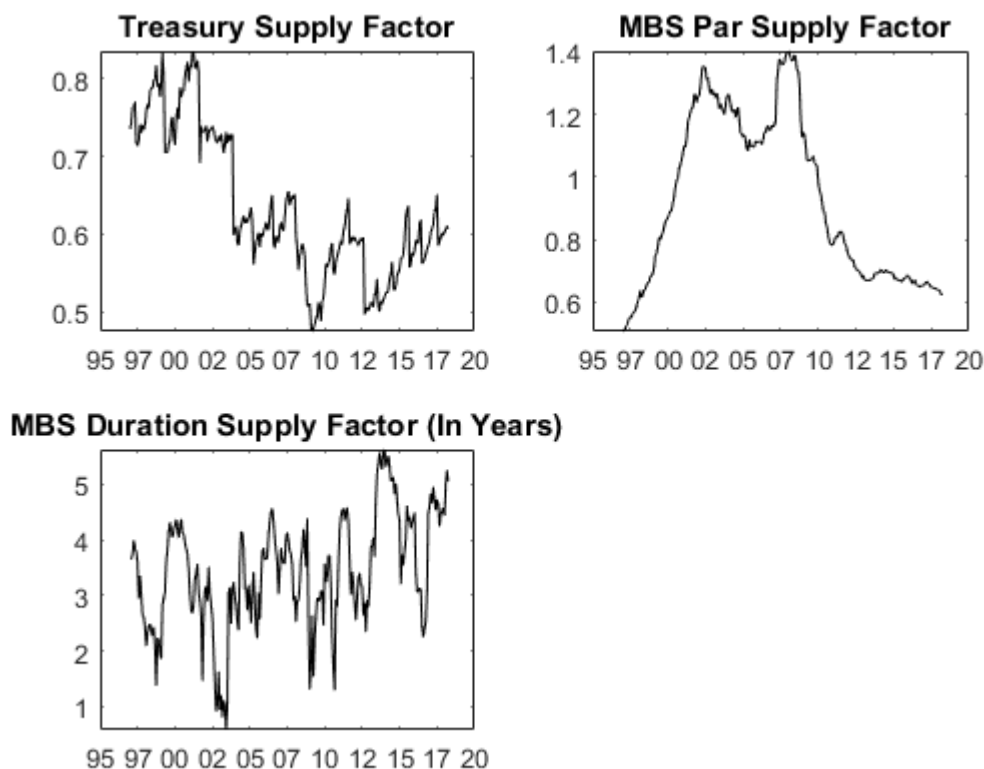 Treasury Supply Factor
0.8
0.7
0.6
0.5
95 97 00 02 05 07 10 12 15 17 20
MBS Par Supply Factor
1.4
1.2
1
0.8
0.6
95 97 00 02 05 07 10 12 15 17 20
MBS Duration Supply Factor (In Years)
5
4
3
2
1
95 97 00 02 05 07 10 12 15 17 20